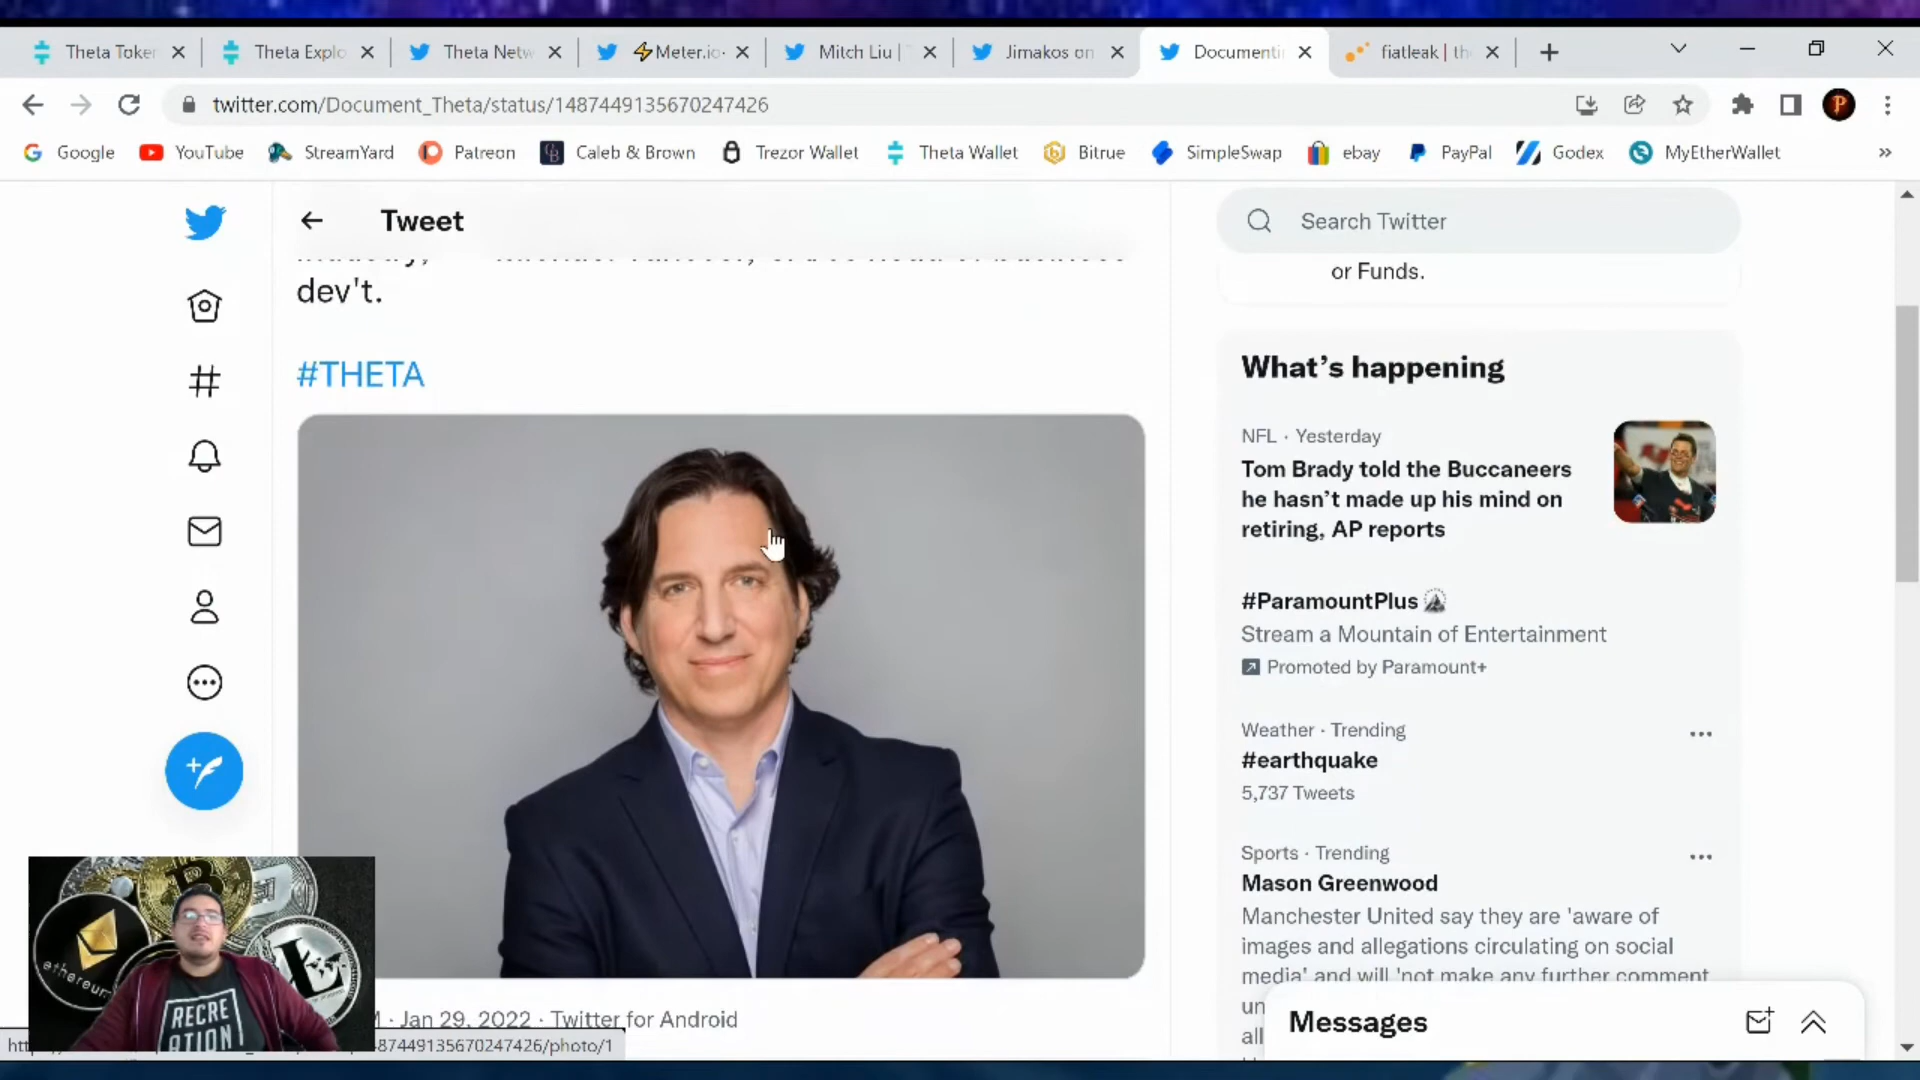 Theta Toker
Theta Explo
Theta Netw
Meter.io-
Mitch Liu |
Jimakos on
Documentin
fiatleak | the
twitter.com/Document_Theta/status/1487449135670247426
P
Google
YouTube
StreamYard
Patreon
Caleb & Brown
Trezor Wallet
Theta Wallet
Bitrue
SimpleSwap
ebay
PayPal
Godex
MyEtherWallet
Tweet
dev't.
#THETA
Search Twitter
or Funds.
What's happening
NFL · Yesterday
Tom Brady told the Buccaneers
he hasn't made up his mind on
retiring, AP reports
#ParamountPlus
Stream a Mountain of Entertainment
Promoted by Paramount+
Weather · Trending
#earthquake
5,737 Tweets
Sports · Trending
Mason Greenwood
Manchester United say they are 'aware of
images and allegations circulating on social
media' and will 'not make any further comment
un
all
Messages
M · Jan 29, 2022 · Twitter for Android
87449135670247426/photo/1
ethereum
RECRE
ATION